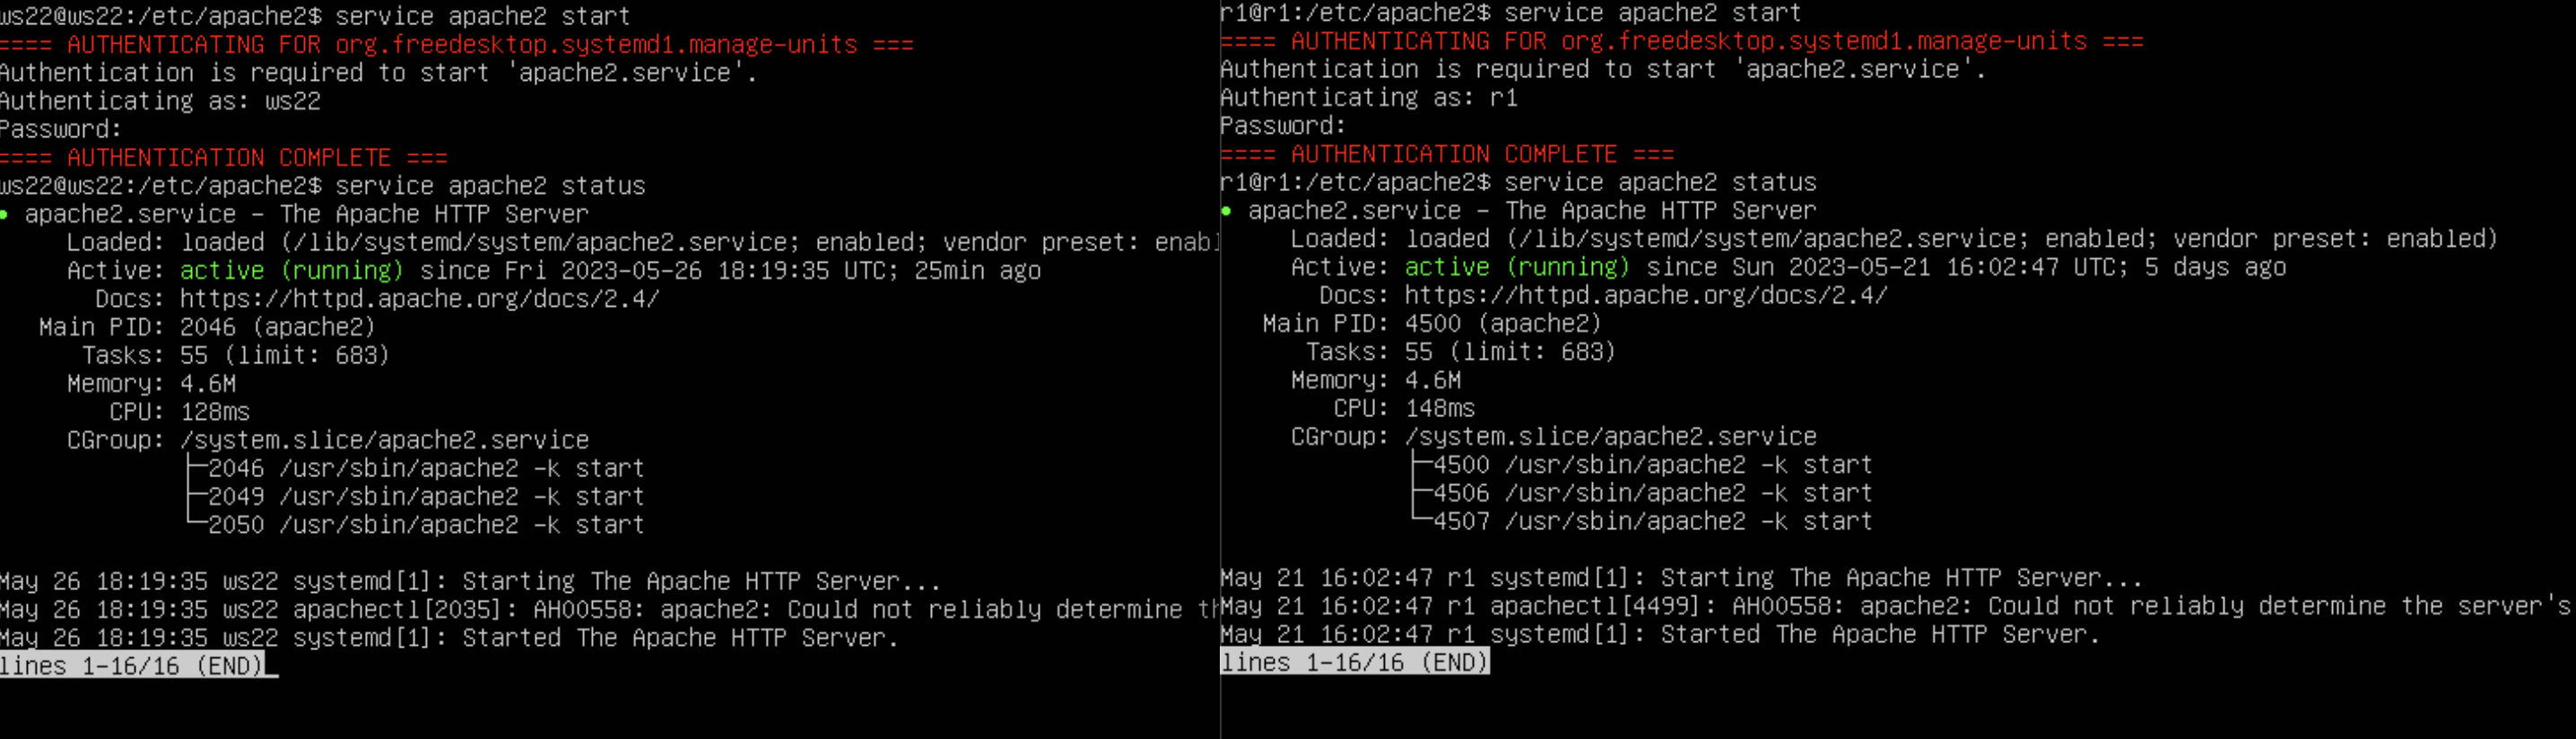 ws22@ws22:/etc/apache2$ service apache2 start
==== AUTHENTICATING FOR org.freedesktop.systemd1.manage-units ===
Authentication is required to start 'apache2.service'.
Authenticating as: ws22
Password:
==== AUTHENTICATION COMPLETE ===
ws22@ws22:/etc/apache2$ service apache2 status
● apache2.service – The Apache HTTP Server
Loaded: loaded (/lib/systemd/system/apache2.service; enabled; vendor preset: enabl
Active: active (running) since Fri 2023-05-26 18:19:35 UTC; 25min ago
Docs: https://httpd.apache.org/docs/2.4/
Main PID: 2046 (apache2)
Tasks: 55 (limit: 683)
Memory: 4.6M
CPU: 128ms
CGroup: /system.slice/apache2.service
├─2046 /usr/sbin/apache2 -k start
├─2049 /usr/sbin/apache2 -k start
└─2050 /usr/sbin/apache2 -k start
May 26 18:19:35 ws22 systemd[1]: Starting The Apache HTTP Server...
May 26 18:19:35 ws22 apachectl[2035]: AH00558: apache2: Could not reliably determine th
May 26 18:19:35 ws22 systemd[1]: Started The Apache HTTP Server.
lines 1-16/16 (END)
r1@r1:/etc/apache2$ service apache2 start
==== AUTHENTICATING FOR org.freedesktop.systemd1.manage-units ===
Authentication is required to start 'apache2.service'.
Authenticating as: r1
Password:
==== AUTHENTICATION COMPLETE ===
r1@r1:/etc/apache2$ service apache2 status
● apache2.service – The Apache HTTP Server
Loaded: loaded (/lib/systemd/system/apache2.service; enabled; vendor preset: enabled)
Active: active (running) since Sun 2023-05-21 16:02:47 UTC; 5 days ago
Docs: https://httpd.apache.org/docs/2.4/
Main PID: 4500 (apache2)
Tasks: 55 (limit: 683)
Memory: 4.6M
CPU: 148ms
CGroup: /system.slice/apache2.service
├─4500 /usr/sbin/apache2 -k start
├─4506 /usr/sbin/apache2 -k start
└─4507 /usr/sbin/apache2 -k start
May 21 16:02:47 r1 systemd[1]: Starting The Apache HTTP Server...
May 21 16:02:47 r1 apachectl[4499]: AH00558: apache2: Could not reliably determine the server's
May 21 16:02:47 r1 systemd[1]: Started The Apache HTTP Server.
lines 1-16/16 (END)